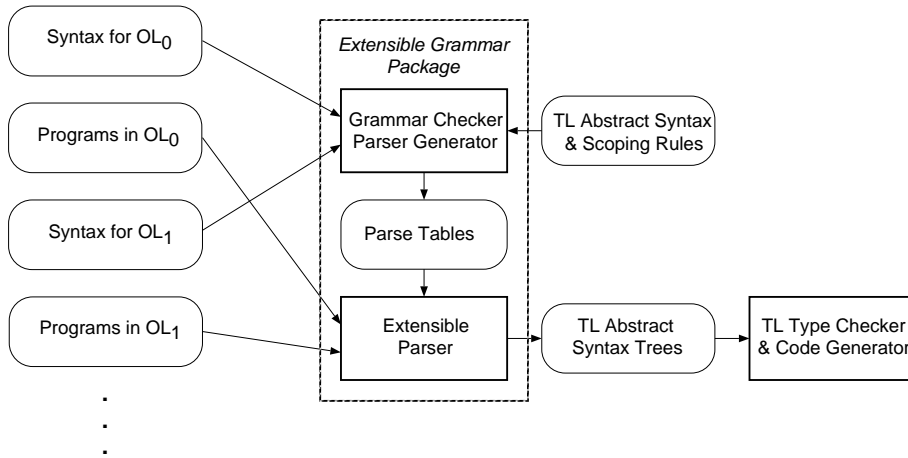 Syntax for OL0
Programs in OL0
Syntax for OL1
Programs in OL1
Extensible Grammar
Package
Grammar Checker
Parser Generator
Parse Tables
Extensible
Parser
TL Abstract Syntax
& Scoping Rules
TL Abstract
Syntax Trees
TL Type Checker
& Code Generator